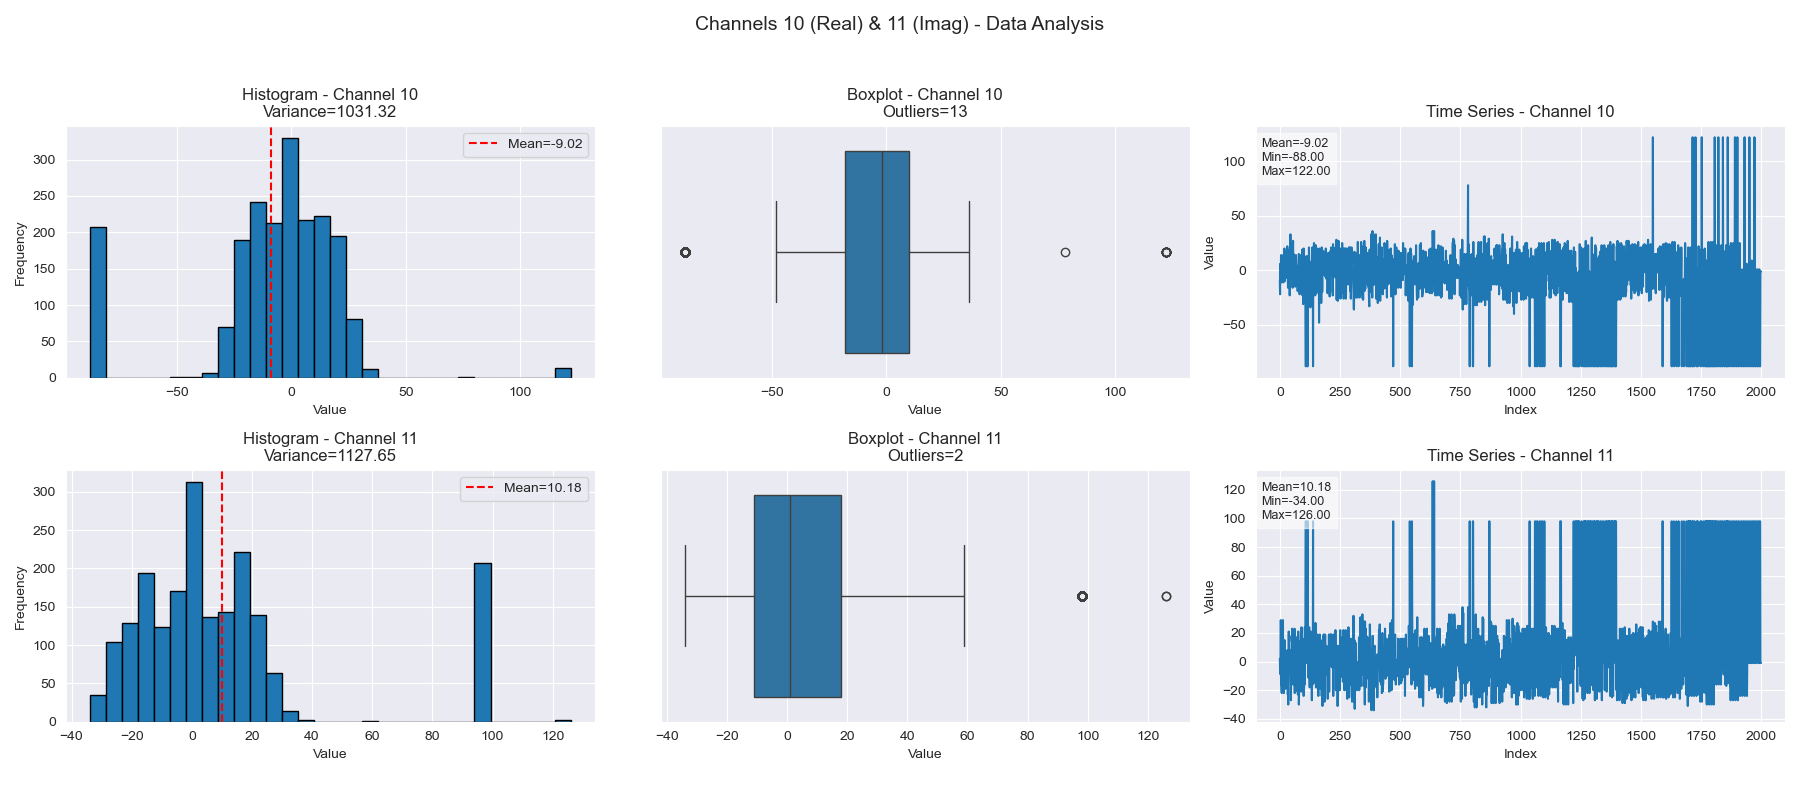 Channels 10 (Real) & 11 (Imag) - Data Analysis
Histogram - Channel 10
Variance=1031.32
Mean=-9.02
Frequency
300
250
200
150
100
50
0
−50 0 50 100
Value
Boxplot - Channel 10
Outliers=13
−50 0 50 100
Value
Time Series - Channel 10
Mean=-9.02
Min=-88.00
Max=122.00
Value
100
50
0
−50
0 250 500 750 1000 1250 1500 1750 2000
Index
Histogram - Channel 11
Variance=1127.65
Mean=10.18
Frequency
300
250
200
150
100
50
0
−40 −20 0 20 40 60 80 100 120
Value
Boxplot - Channel 11
Outliers=2
−40 −20 0 20 40 60 80 100 120
Value
Time Series - Channel 11
Mean=10.18
Min=-34.00
Max=126.00
Value
120
100
80
60
40
20
0
−20
−40
0 250 500 750 1000 1250 1500 1750 2000
Index